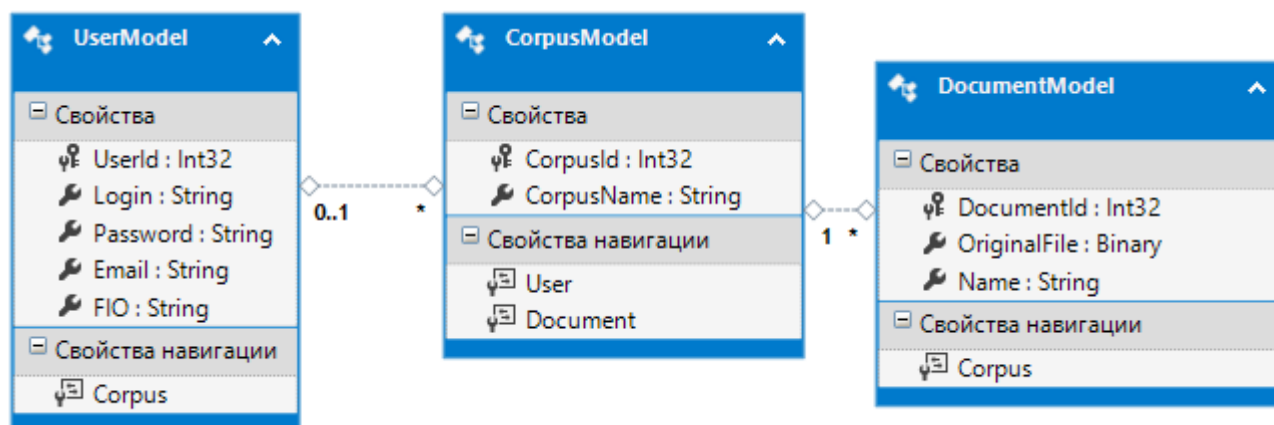 UserModel
Свойства
UserId : Int32
Login : String
Password : String
Email : String
FIO : String
Свойства навигации
Corpus
0..1
*
CorpusModel
Свойства
CorpusId : Int32
CorpusName : String
Свойства навигации
User
Document
1
*
DocumentModel
Свойства
DocumentId : Int32
OriginalFile : Binary
Name : String
Свойства навигации
Corpus